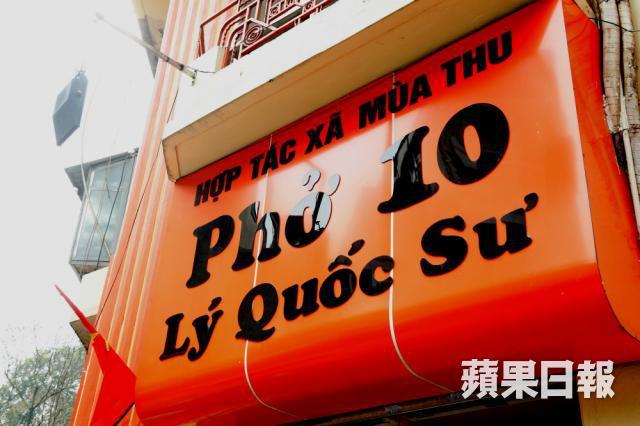 HỢP TÁC XÃ MÙA THU
Phở 10
Lý Quốc Sư
蘋果日報